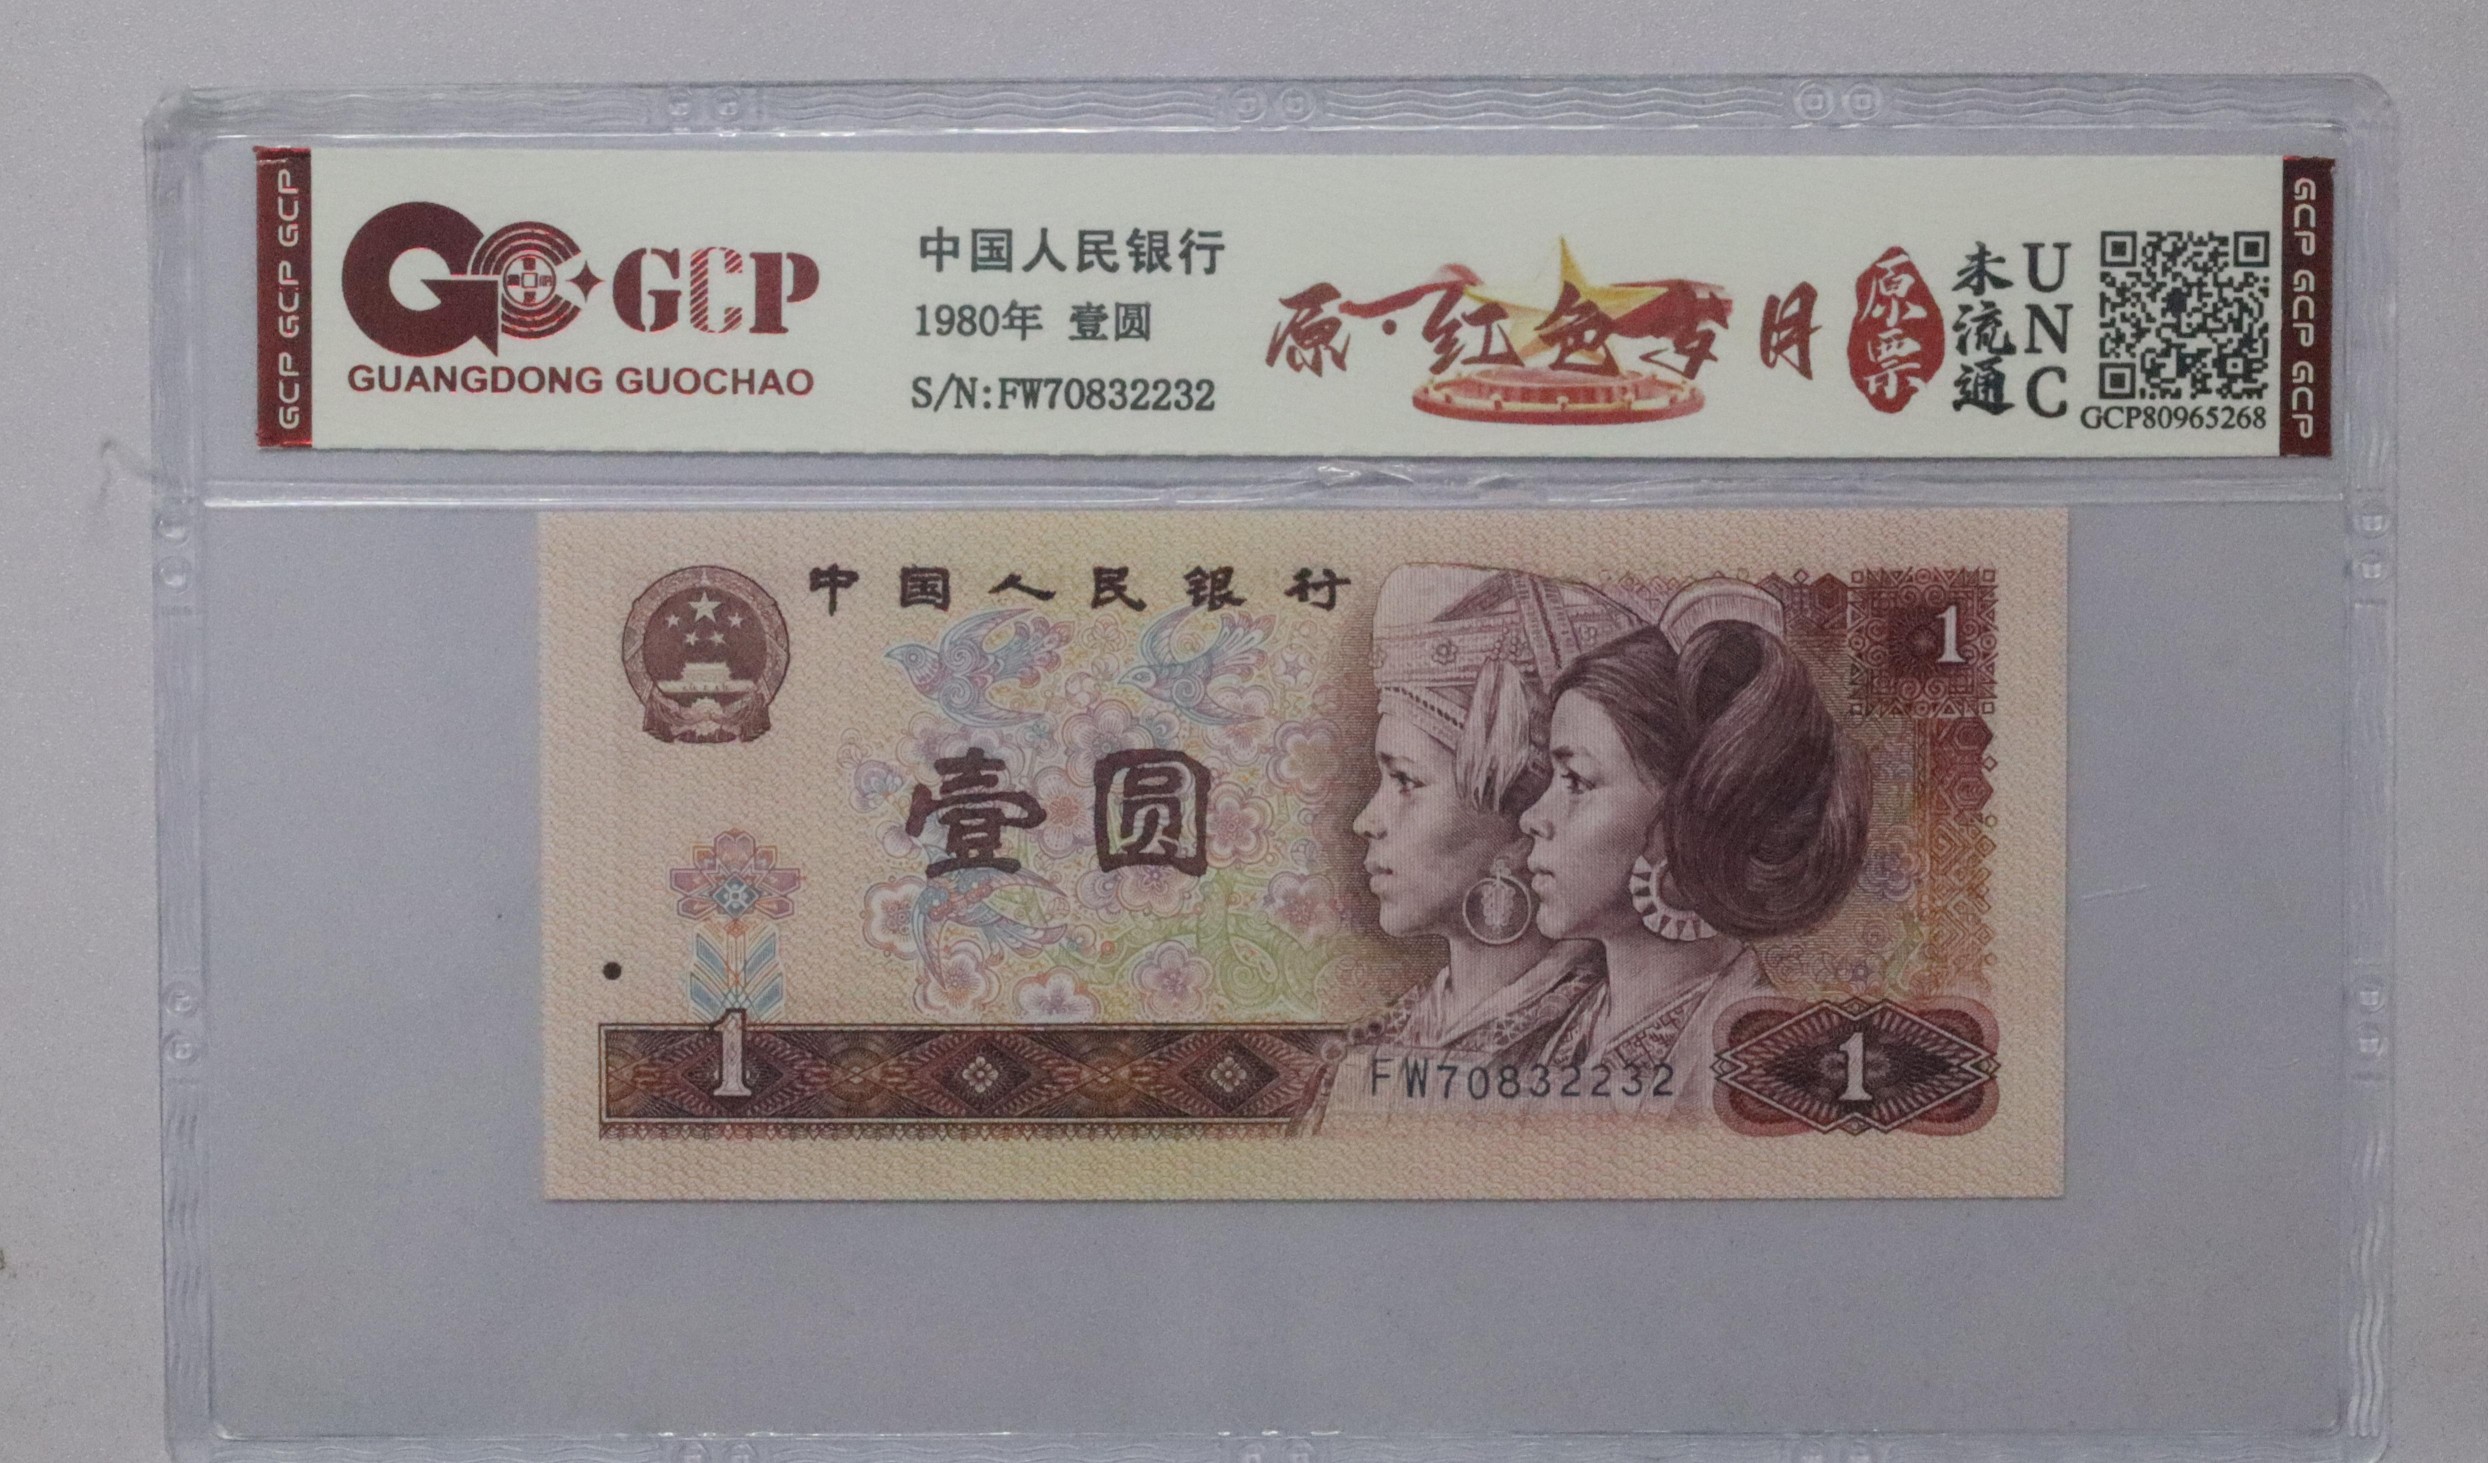 GCP GCP GCP
GC GCP
GUANGDONG GUOCHAO
中国人民银行
1980年 壹圆
S/N:FW70832232
原·红色岁月
原票
未流通
UNC
GCP80965268
GCP GCP GCP
中国人民银行
1
壹圆
1
FW70832232
1